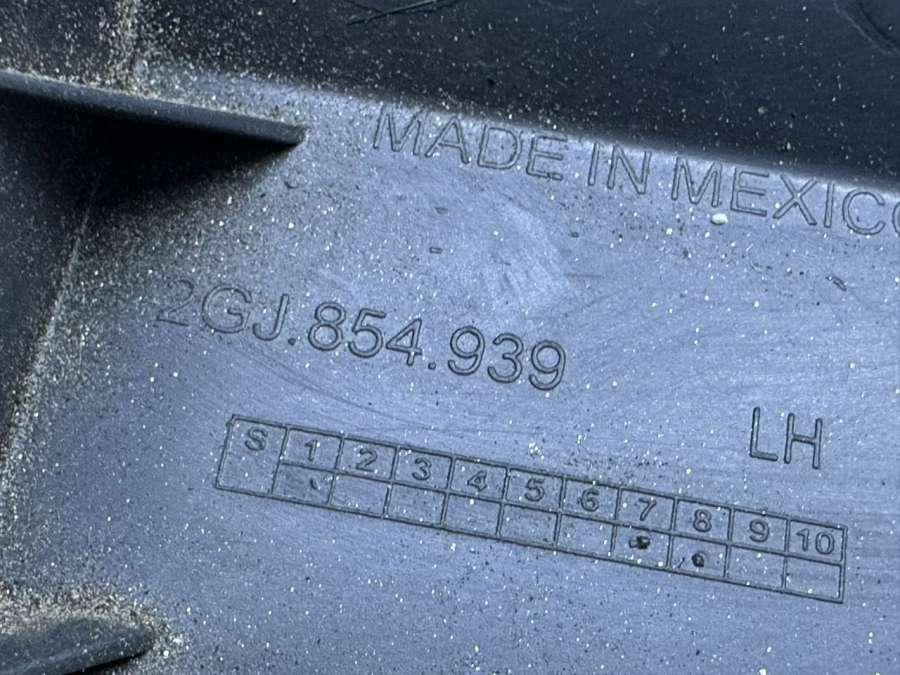 MADE IN MEXICO
2GJ.854.939
LH
S 1 2 3 4 5 6 7 8 9 10